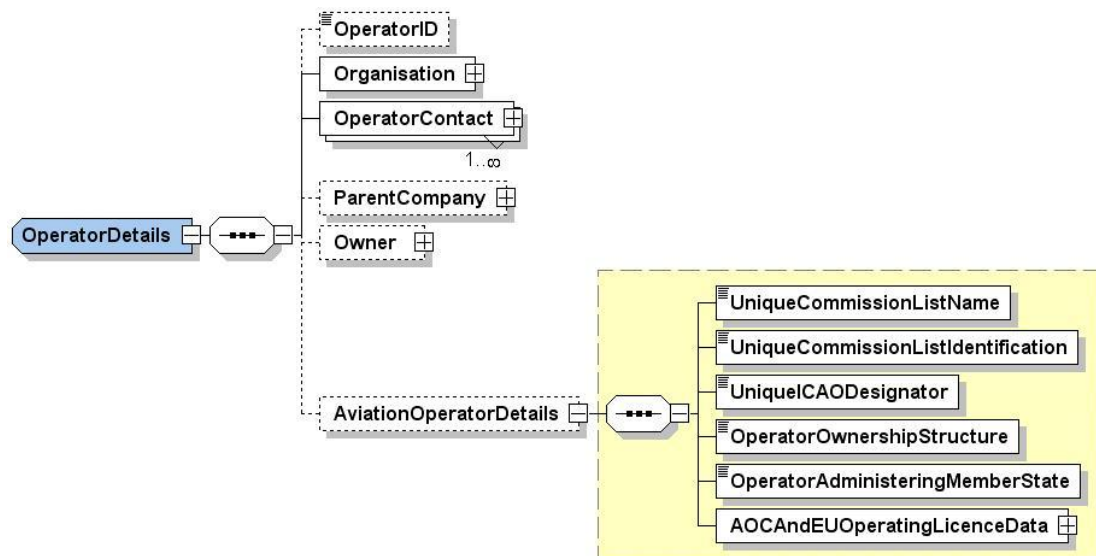 OperatorID
Organisation
OperatorContact
1..∞
ParentCompany
OperatorDetails
Owner
UniqueCommissionListName
UniqueCommissionListIdentification
UniqueICAODesignator
AviationOperatorDetails
OperatorOwnershipStructure
OperatorAdministeringMemberState
AOCAndEUOperatingLicenceData